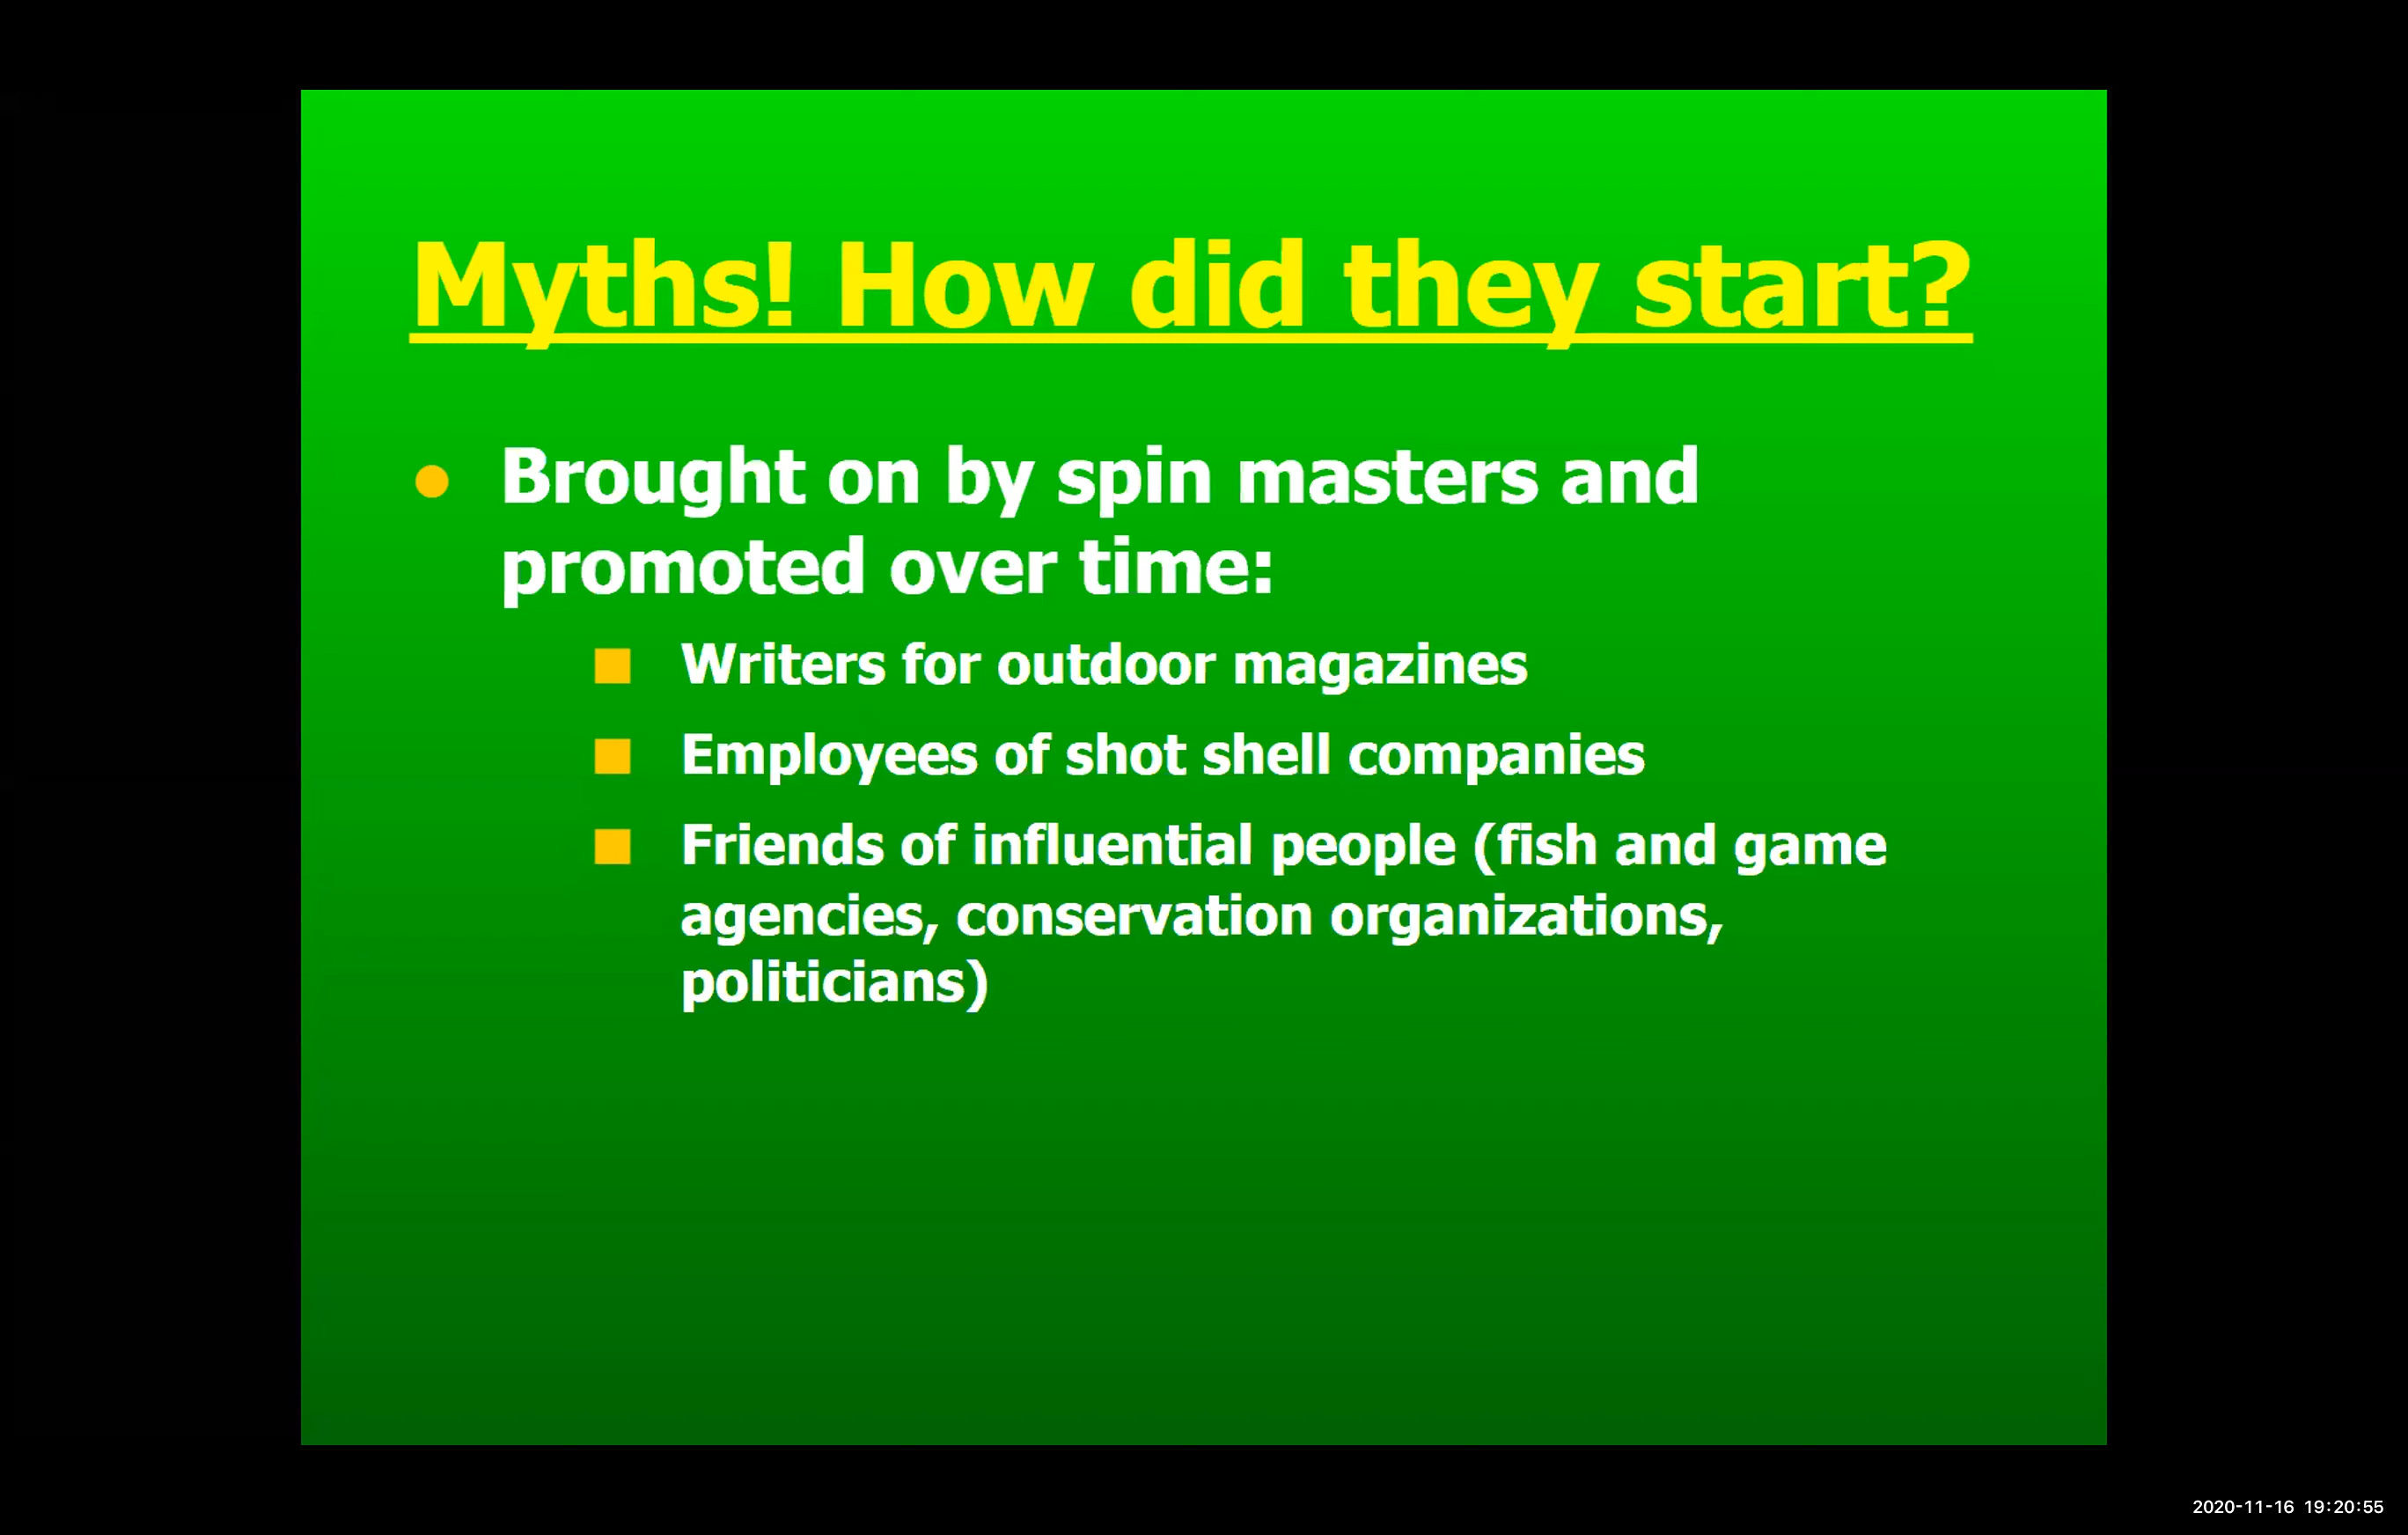 Myths! How did they start?
Brought on by spin masters and
promoted over time:
Writers for outdoor magazines
Employees of shot shell companies
Friends of influential people (fish and game
agencies, conservation organizations,
politicians)
2020-11-16 19:20:55